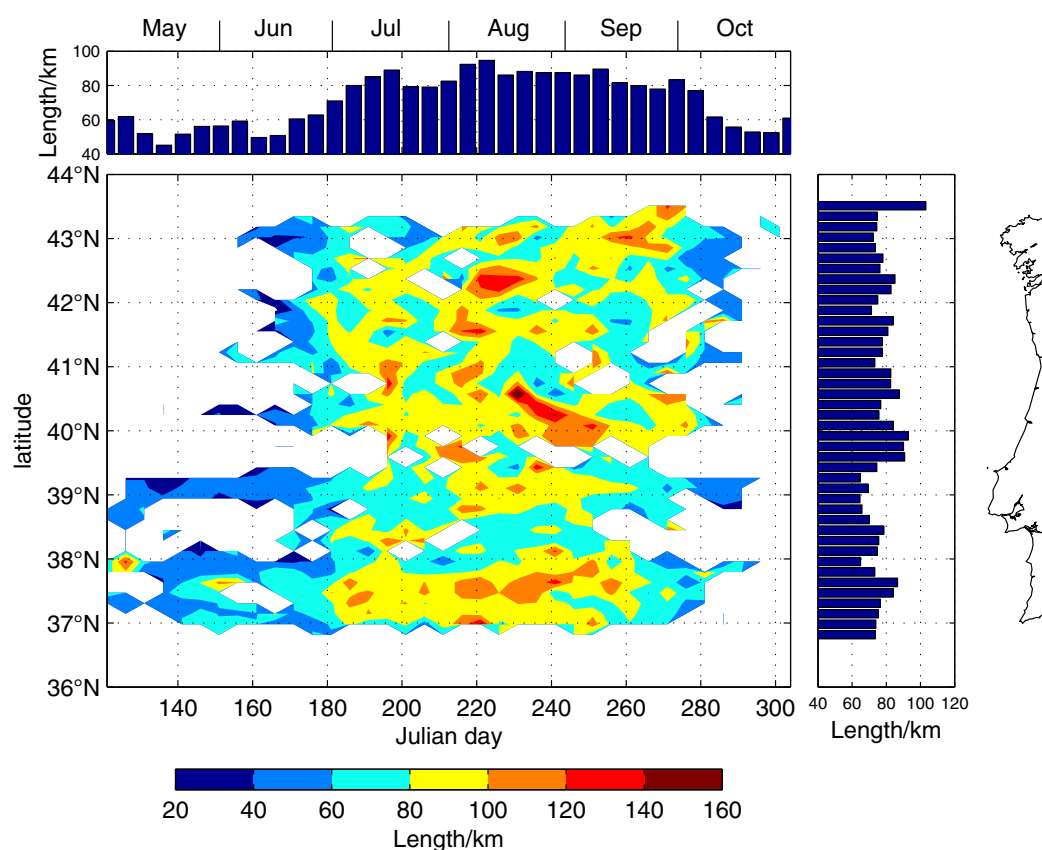 May Jun Jul Aug Sep Oct
Length/km
100
80
60
40
latitude
44°N
43°N
42°N
41°N
40°N
39°N
38°N
37°N
36°N
140 160 180 200 220 240 260 280 300
Julian day
40 60 80 100 120
Length/km
20 40 60 80 100 120 140 160
Length/km